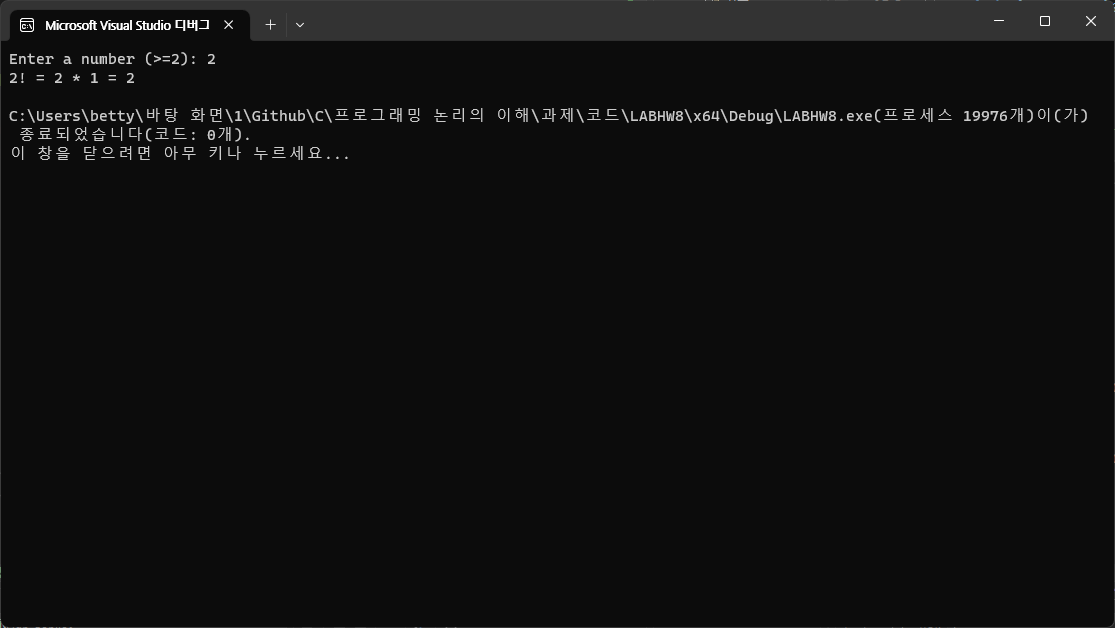 Microsoft Visual Studio 디버그
Enter a number (>=2): 2
2! = 2 * 1 = 2
C:\Users\betty\바탕 화면\1\Github\C\프로그래밍 논리의 이해\과제\코드\LABHW8\x64\Debug\LABHW8.exe(프로세스 19976개)이(가)
종료되었습니다(코드: 0개).
이 창을 닫으려면 아무 키나 누르세요...